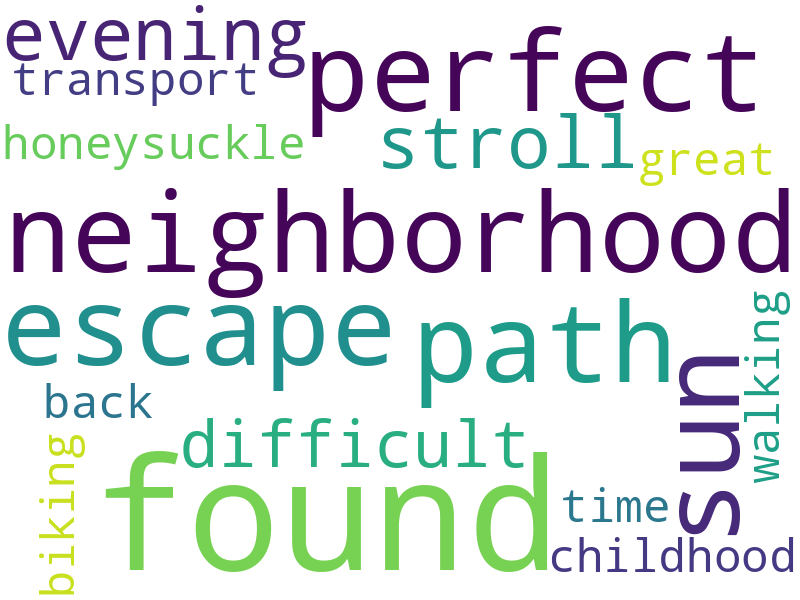 evening
perfect
transport
honeysuckle
stroll
great
neighborhood
escape
path
sun
walking
back
difficult
biking
found
time
childhood